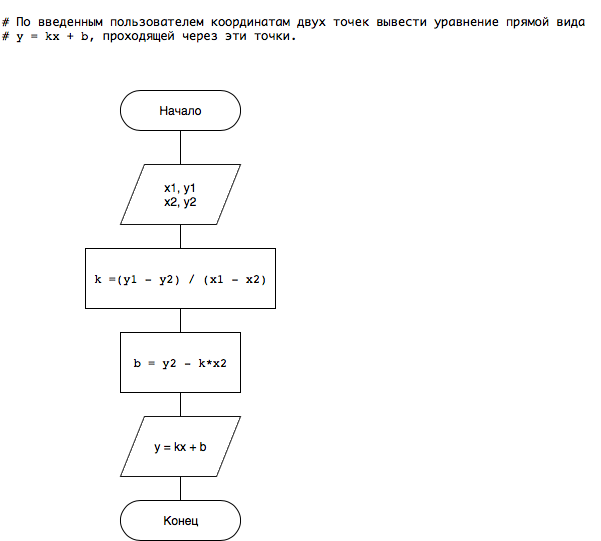 # По введенным пользователем координатам двух точек вывести уравнение прямой вида
# y = kx + b, проходящей через эти точки.
Начало
x1, y1
x2, y2
k =(y1 - y2) / (x1 - x2)
b = y2 - k*x2
y = kx + b
Конец